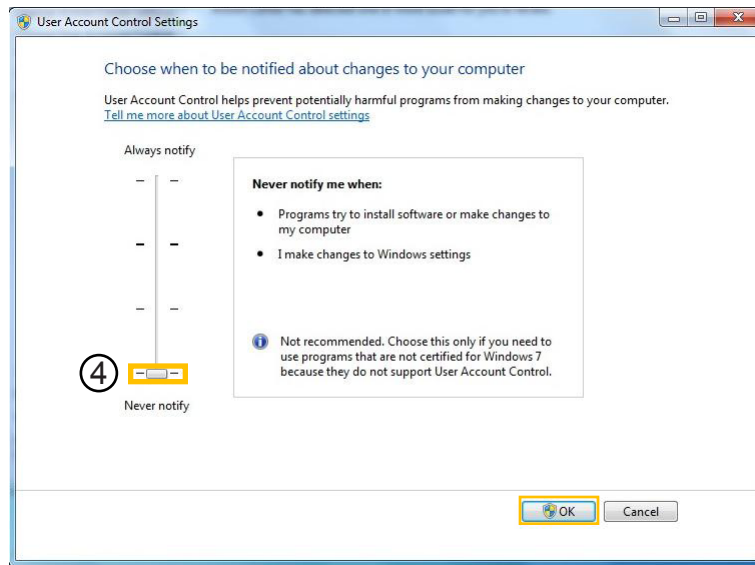 User Account Control Settings
Choose when to be notified about changes to your computer
User Account Control helps prevent potentially harmful programs from making changes to your computer.
Tell me more about User Account Control settings
Always notify
Never notify me when:
• Programs try to install software or make changes to
my computer
• I make changes to Windows settings
Not recommended. Choose this only if you need to
use programs that are not certified for Windows 7
because they do not support User Account Control.
④
Never notify
OK
Cancel